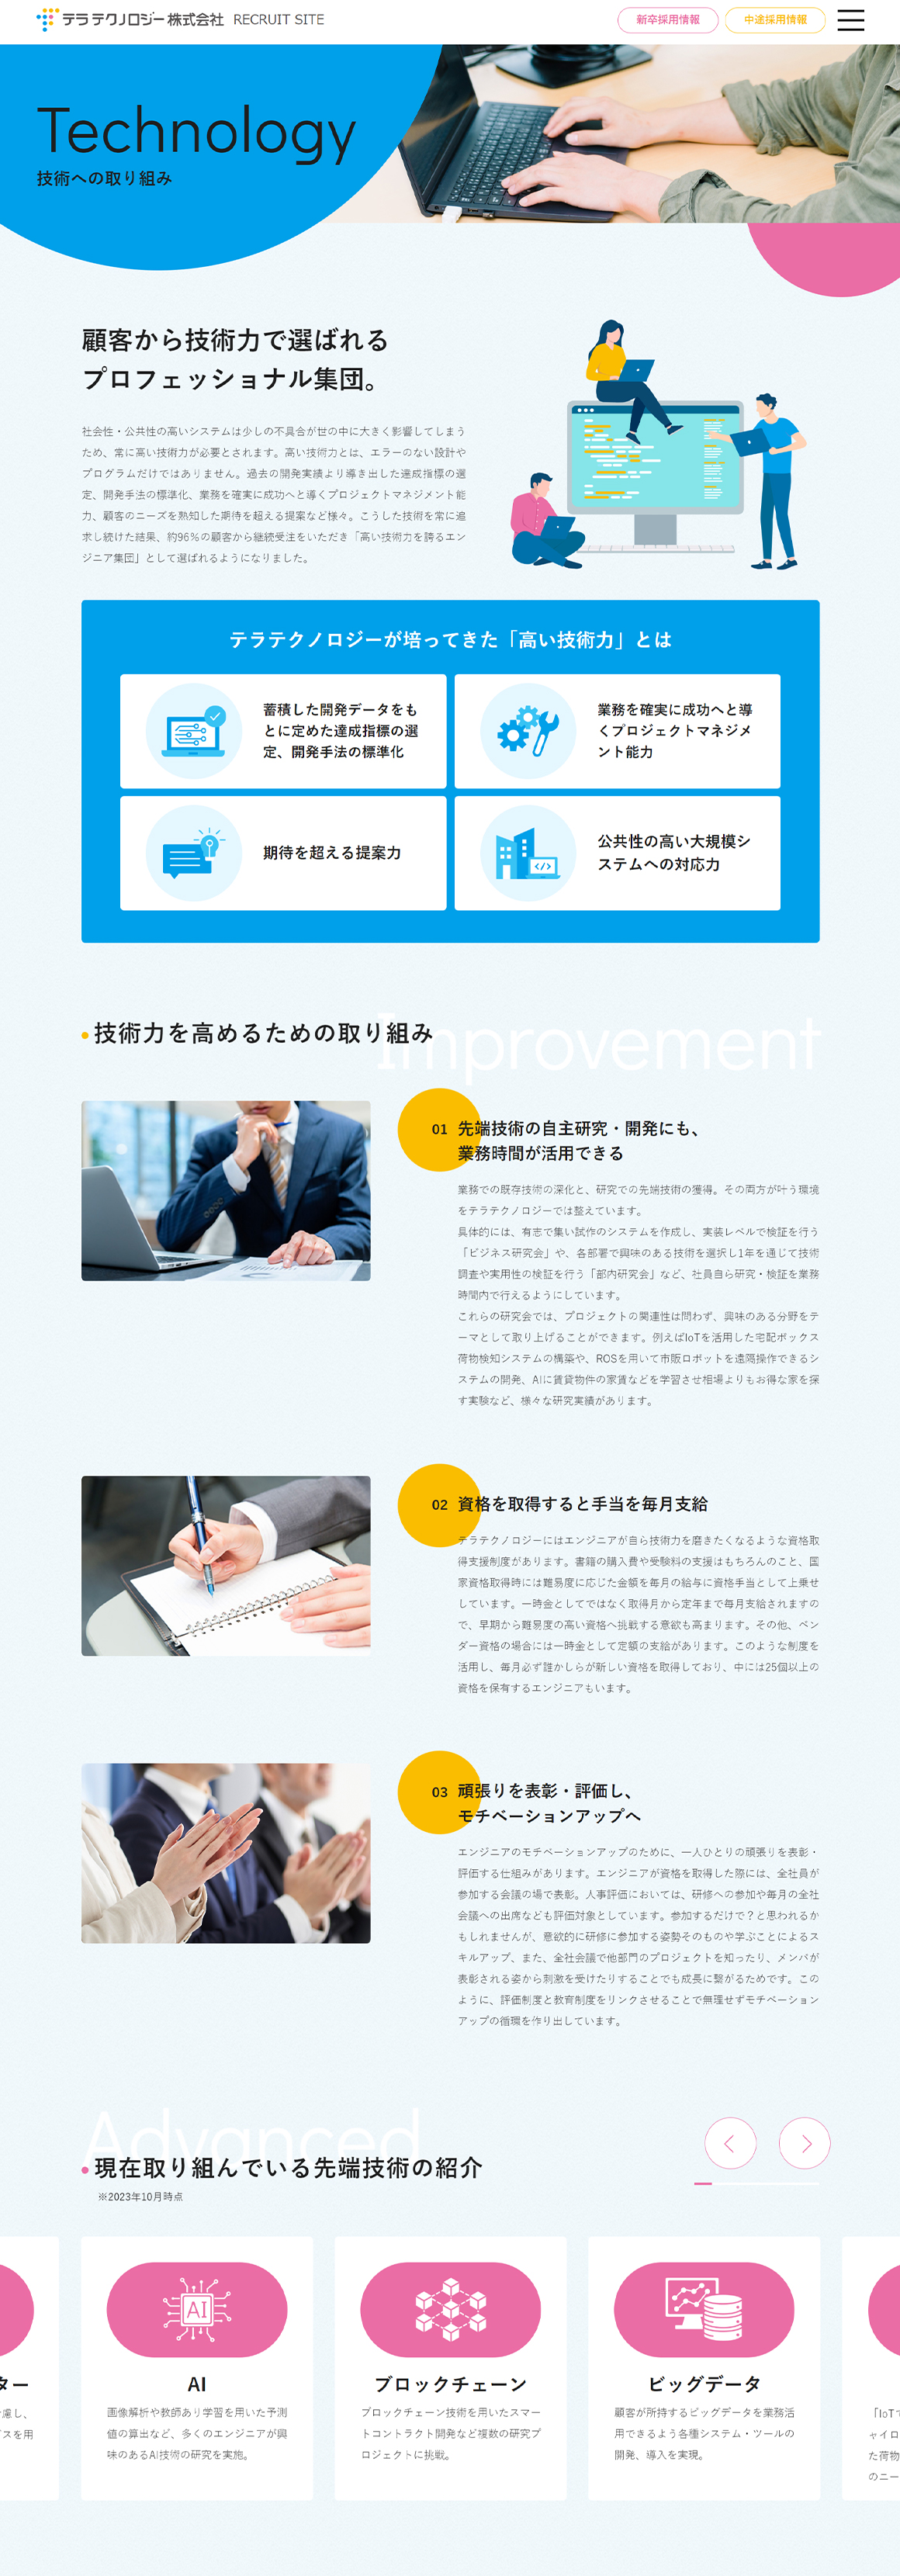 テラテクノロジー株式会社 RECRUIT SITE
新卒採用情報
中途採用情報
Technology
技術への取り組み
顧客から技術力で選ばれる
プロフェッショナル集団。
社会性・公共性の高いシステムは少しの不具合が世の中に大きく影響してしまう
ため、常に高い技術力が必要とされます。高い技術力とは、エラーのない設計や
プログラムだけではありません。過去の開発実績より導き出した達成指標の選
定、開発手法の標準化、業務を確実に成功へと導くプロジェクトマネジメント能
力、顧客のニーズを熟知した期待を超える提案など様々。こうした技術を常に追
求し続けた結果、約96％の顧客から継続受注をいただき「高い技術力を誇るエン
ジニア集団」として選ばれるようになりました。
テラテクノロジーが培ってきた「高い技術力」とは
蓄積した開発データをも
とに定めた達成指標の選
定、開発手法の標準化
業務を確実に成功へと導
くプロジェクトマネジメ
ント能力
期待を超える提案力
公共性の高い大規模シ
ステムへの対応力
Improvement
技術力を高めるための取り組み
01 先端技術の自主研究・開発にも、
業務時間が活用できる
業務での既存技術の深化と、研究での先端技術の獲得。その両方が叶う環境
をテラテクノロジーでは整えています。
具体的には、有志で集い試作のシステムを作成し、実装レベルで検証を行う
「ビジネス研究会」や、各部署で興味のある技術を選択し1年を通じて技術
調査や実用性の検証を行う「部内研究会」など、社員自ら研究・検証を業務
時間内で行えるようにしています。
これらの研究会では、プロジェクトの関連性は問わず、興味のある分野をテ
ーマとして取り上げることができます。例えばIoTを活用した宅配ボックス
荷物検知システムの構築や、ROSを用いて市販ロボットを遠隔操作できるシ
ステムの開発、AIに賃貸物件の家賃などを学習させ相場よりもお得な家を探
す実験など、様々な研究実績があります。
02 資格を取得すると手当を毎月支給
テラテクノロジーにはエンジニアが自ら技術力を磨きたくなるような資格取
得支援制度があります。書籍の購入費や受験料の支援はもちろんのこと、国
家資格取得時には難易度に応じた金額を毎月の給与に資格手当として上乗せ
しています。一時金としてではなく取得月から定年まで毎月支給されますの
で、早期から難易度の高い資格へ挑戦する意欲も高まります。その他、ベン
ダー資格の場合には一時金として定額の支給があります。このような制度を
活用し、毎月必ず誰かしらが新しい資格を取得しており、中には25個以上の
資格を保有するエンジニアもいます。
03 頑張りを表彰・評価し、
モチベーションアップへ
エンジニアのモチベーションアップのために、一人ひとりの頑張りを表彰・
評価する仕組みがあります。エンジニアが資格を取得した際には、全社員が
参加する会議の場で表彰。人事評価においては、研修への参加や毎月の全社
会議への出席なども評価対象としています。参加するだけで？と思われるか
もしれませんが、意欲的に研修に参加する姿勢そのものや学ぶことによるス
キルアップ、また、全社会議で他部門のプロジェクトを知ったり、メンバが
表彰される姿から刺激を受けたりすることでも成長に繋がるためです。この
ように、評価制度と教育制度をリンクさせることで無理せずモチベーション
アップの循環を作り出しています。
Advanced
現在取り組んでいる先端技術の紹介
※2023年10月時点
ター
慮し、
ビスを用
AI
AI
画像解析や教師あり学習を用いた予測
値の算出など、多くのエンジニアが興
味のあるAI技術の研究を実施。
ブロックチェーン
ブロックチェーン技術を用いたスマー
トコントラクト開発など複数の研究プ
ロジェクトに挑戦。
ビッグデータ
顧客が所持するビッグデータを業務活
用できるよう各種システム・ツールの
開発、導入を実現。
「IoT
ャイロ
た荷物
のニー